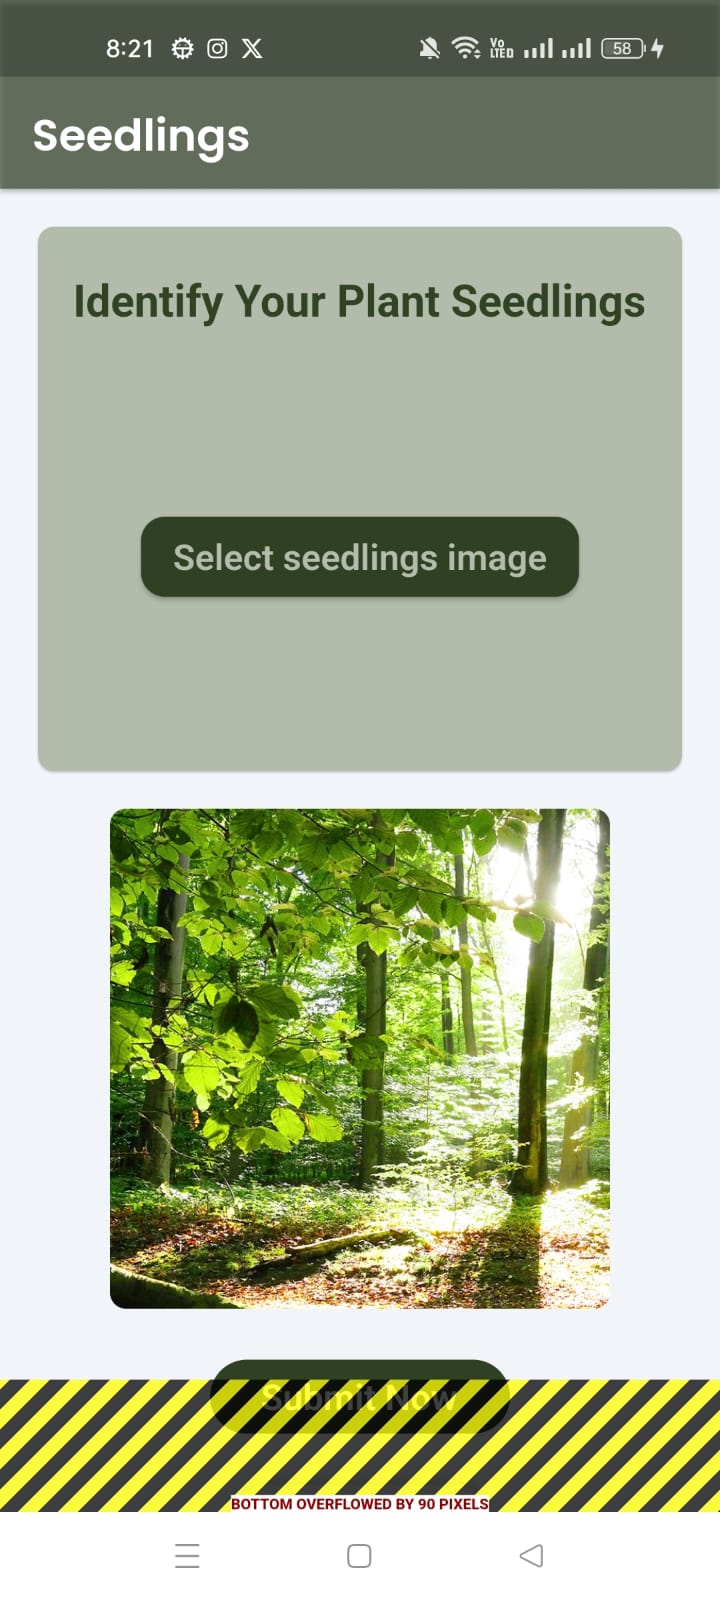 8:21
Vo LTED
58
Seedlings
Identify Your Plant Seedlings
Select seedlings image
Submit Now
BOTTOM OVERFLOWED BY 90 PIXELS